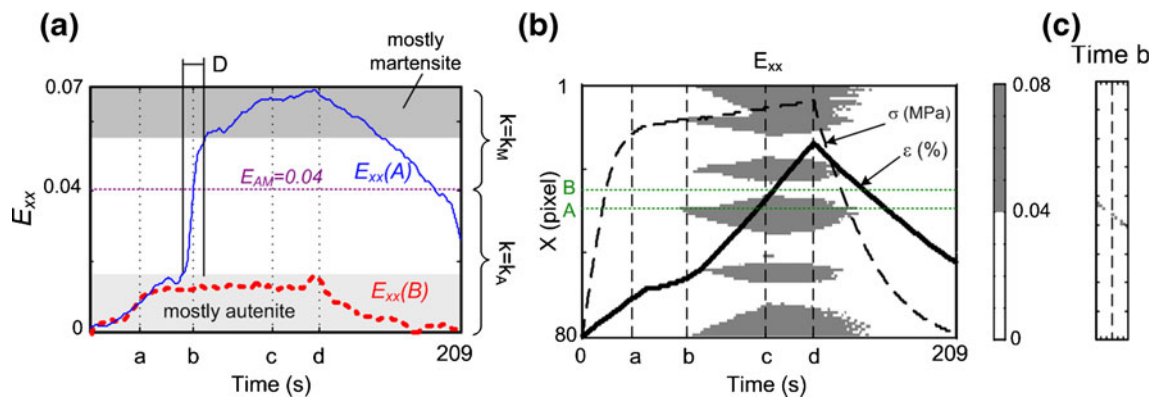 (a)
D
mostly
martensite
0.07
0.04
0
E_xx
E_AM=0.04
E_xx(A)
E_xx(B)
mostly autenite
k=k_M
k=k_A
a b c d 209
Time (s)
(b)
E_xx
1
80
X (pixel)
B
A
σ (MPa)
ε (%)
0 a b c d 209
Time (s)
0.08
0.04
0
(c)
Time b